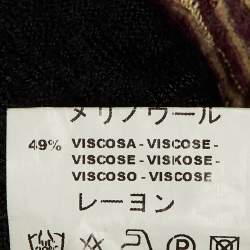 メリノウール
49% VISCOSA - VISCOSE -
VISCOSE - VISKOSE -
VISCOSO - VISCOSE
レーヨン
P